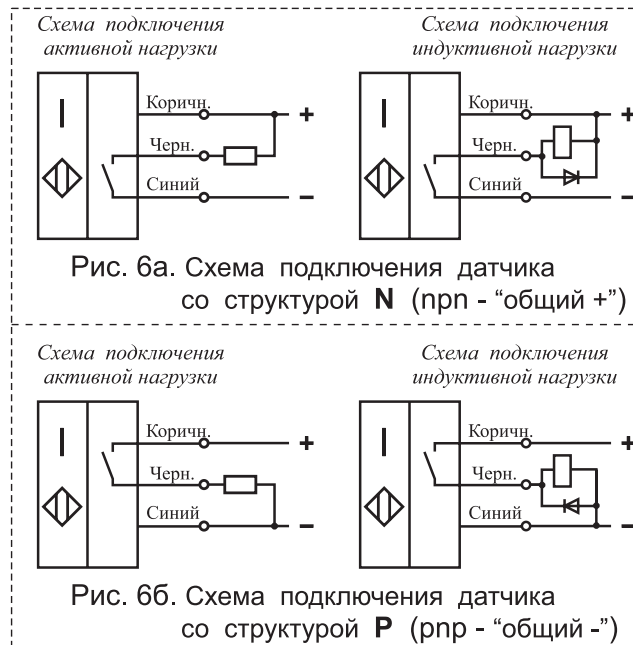 Схема подключения
активной нагрузки
Схема подключения
индуктивной нагрузки
Коричн.
+
Черн.
Синий
−
Коричн.
+
Черн.
Синий
−
Рис. 6а. Схема подключения датчика
со структурой N (npn - “общий +”)
Схема подключения
активной нагрузки
Схема подключения
индуктивной нагрузки
Коричн.
+
Черн.
Синий
−
Коричн.
+
Черн.
Синий
−
Рис. 6б. Схема подключения датчика
со структурой P (pnp - “общий -”)